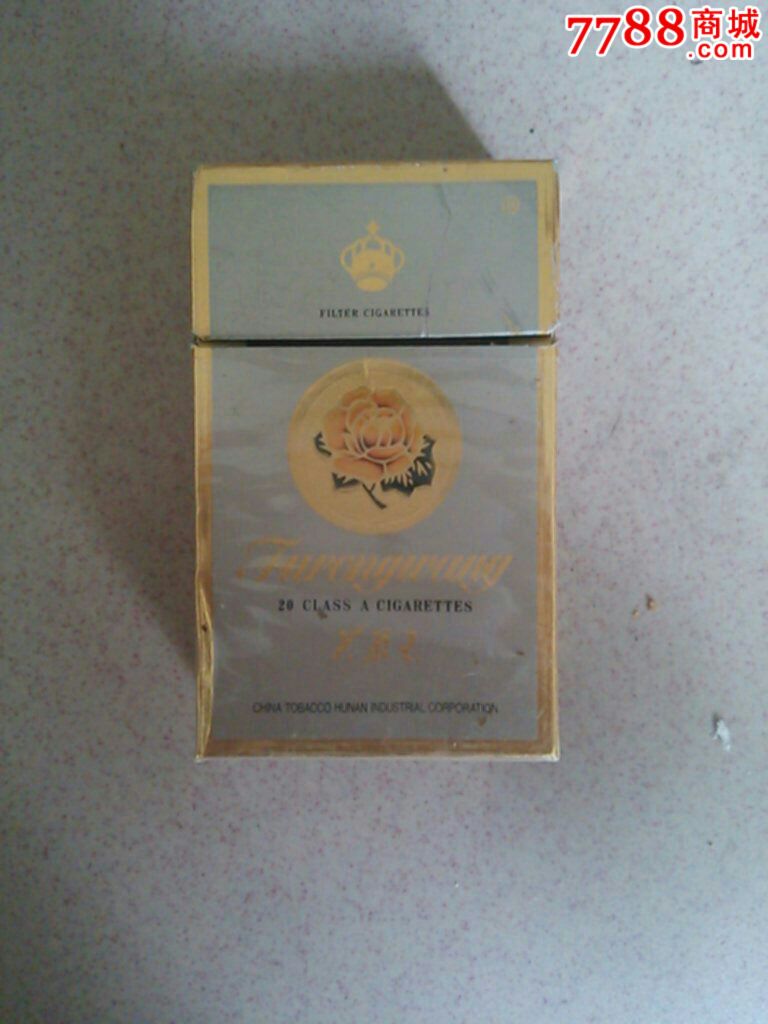 7788商城
.com
FILTER CIGARETTES
Furongwang
20 CLASS A CIGARETTES
芙蓉王
CHINA TOBACCO HUNAN INDUSTRIAL CORPORATION